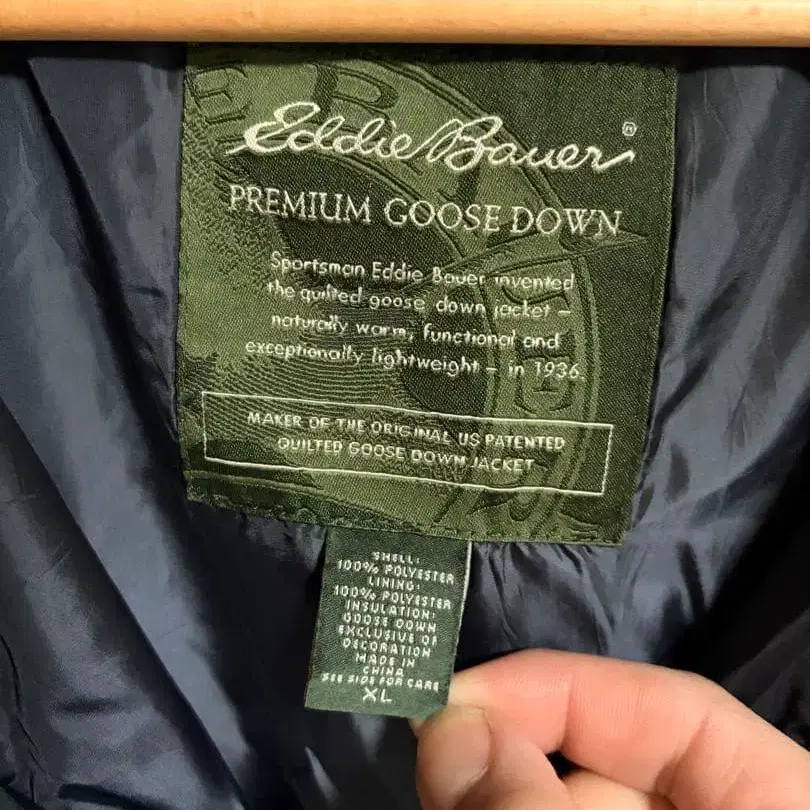 Eddie Bauer®
PREMIUM GOOSE DOWN
Sportsman Eddie Bauer invented
the quilted goose down jacket –
naturally warm, functional and
exceptionally lightweight – in 1936.
MAKER OF THE ORIGINAL US PATENTED
QUILTED GOOSE DOWN JACKET
SHELL:
100% POLYESTER
LINING:
100% POLYESTER
INSULATION:
GOOSE DOWN
EXCLUSIVE OF
DECORATION
MADE IN
CHINA
SEE SIDE FOR CARE
XL